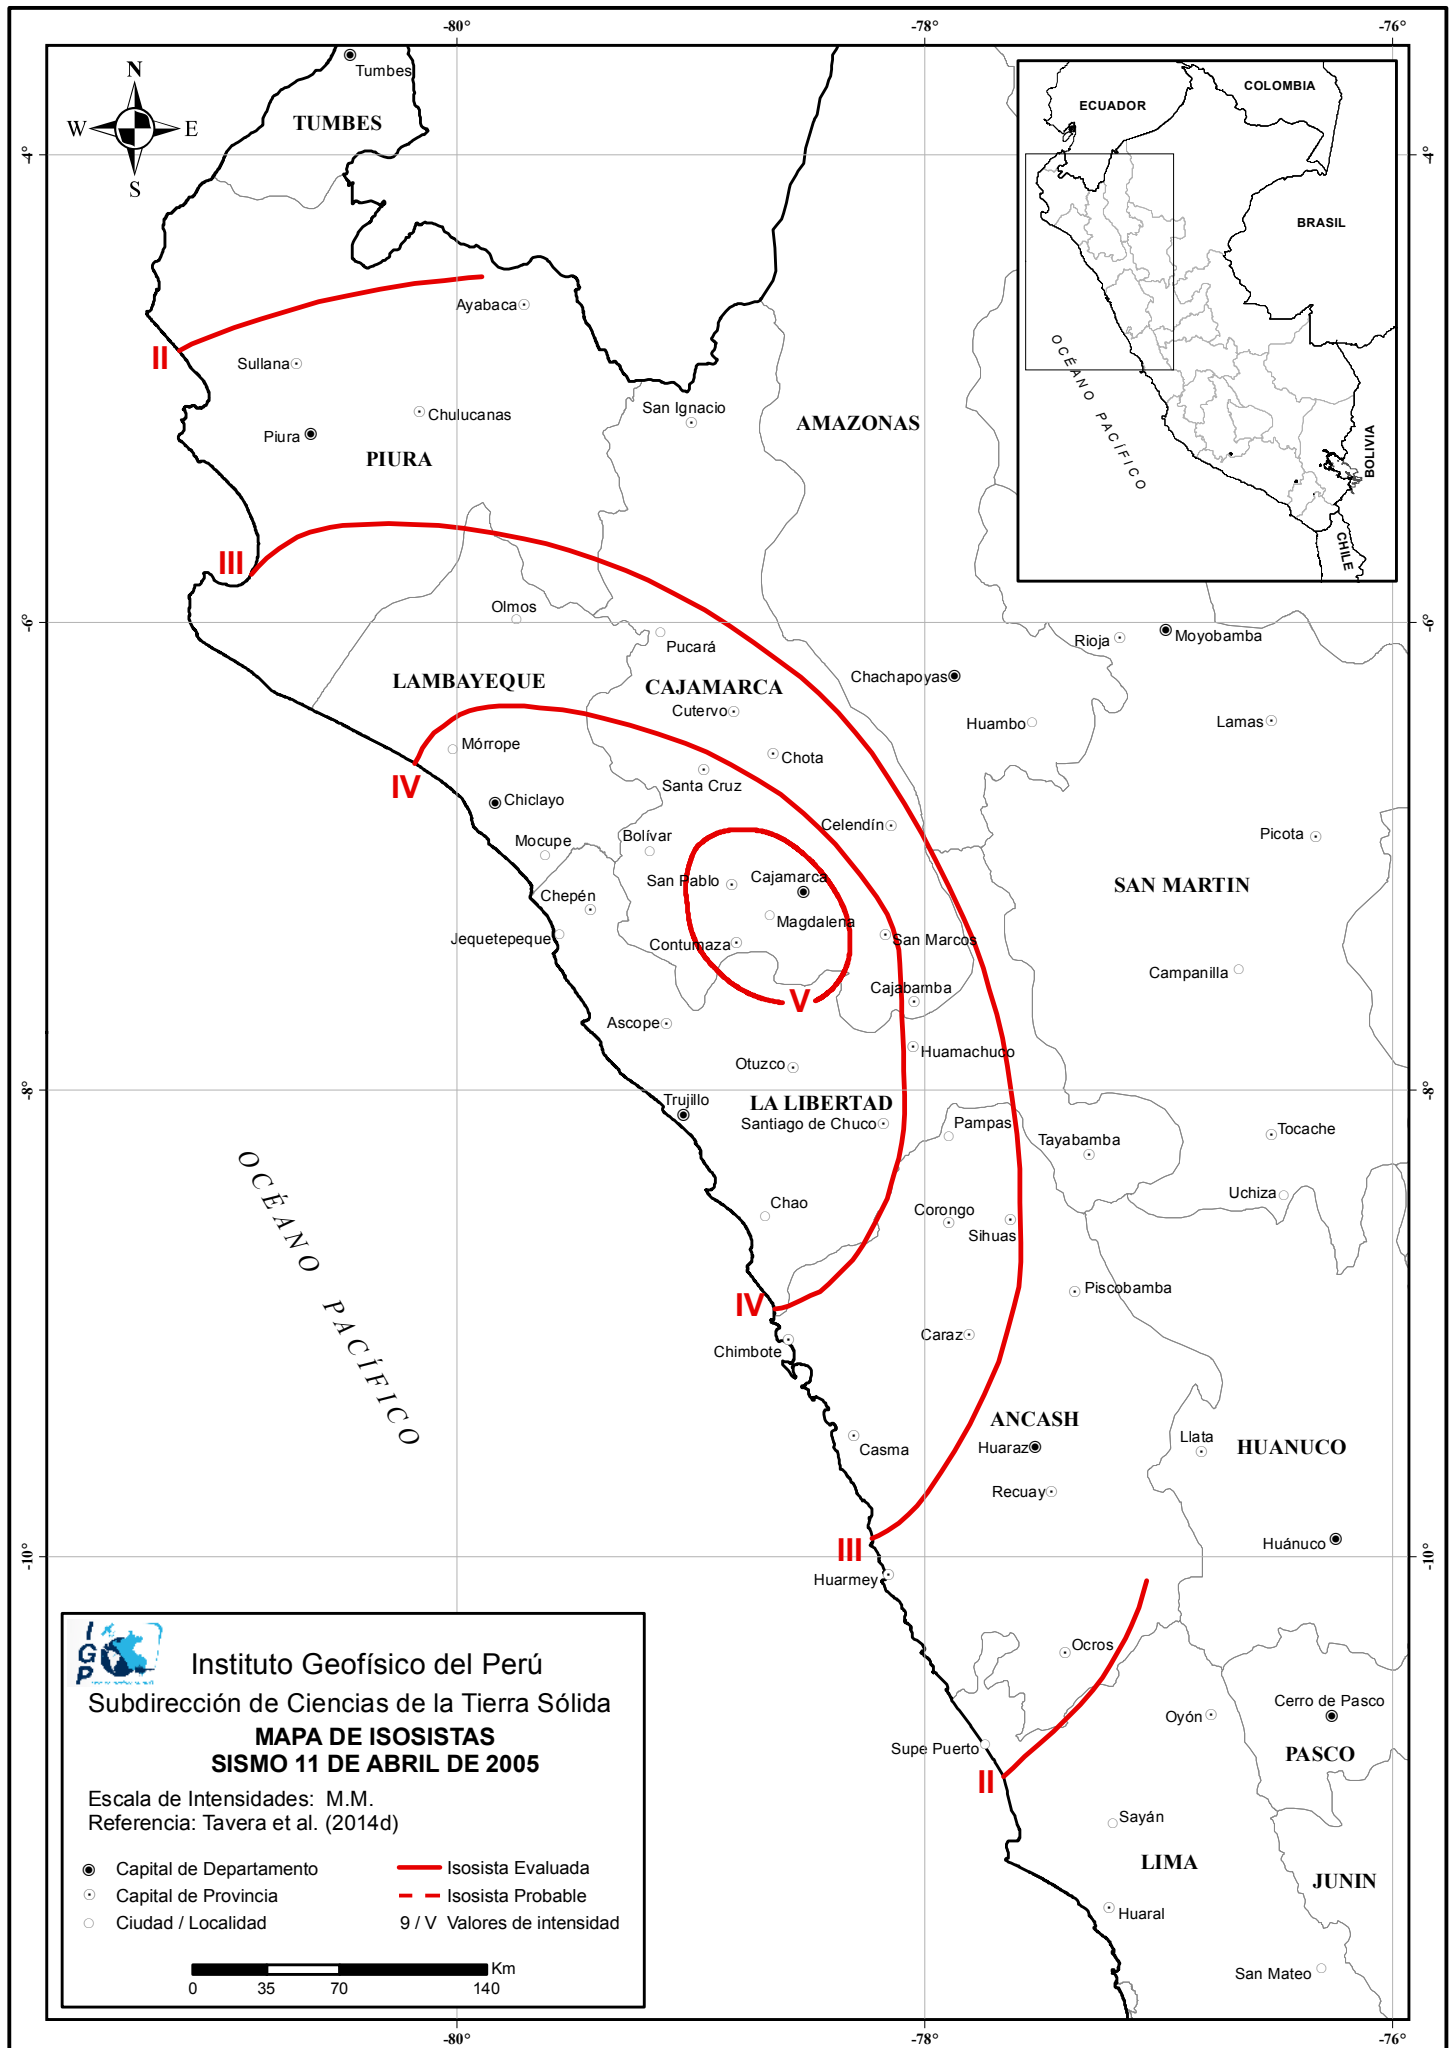 -80°
-78°
-76°
Tumbes
N
W
E
S
TUMBES
COLOMBIA
ECUADOR
BRASIL
OCÉANO PACÍFICO
BOLIVIA
CHILE
-4°
-4°
Ayabaca
II
Sullana
Chulucanas
San Ignacio
Piura
AMAZONAS
PIURA
III
Olmos
-6°
-6°
Pucará
Rioja
Moyobamba
LAMBAYEQUE
CAJAMARCA
Chachapoyas
Cutervo
Huambo
Lamas
Mórrope
Chota
IV
Santa Cruz
Chiclayo
Celendín
Mocupe
Bolívar
Picota
San Pablo
Cajamarca
SAN MARTIN
Chepén
Magdalena
Jequetepeque
Contumaza
San Marcos
Campanilla
V
Cajabamba
Ascope
Huamachuco
Otuzco
-8°
-8°
Trujillo
LA LIBERTAD
Santiago de Chuco
Pampas
Tayabamba
Tocache
Uchiza
Chao
Corongo
Sihuas
OCÉANO PACÍFICO
Piscobamba
IV
Chimbote
Caraz
ANCASH
Casma
Huaraz
Llata
HUANUCO
Recuay
III
Huánuco
-10°
-10°
Huarmey
Ocros
Oyón
Cerro de Pasco
Supe Puerto
PASCO
II
Sayán
LIMA
JUNIN
Huaral
San Mateo
IGP
Instituto Geofísico del Perú
Subdirección de Ciencias de la Tierra Sólida
MAPA DE ISOSISTAS
SISMO 11 DE ABRIL DE 2005
Escala de Intensidades: M.M.
Referencia: Tavera et al. (2014d)
Capital de Departamento
Isosista Evaluada
Capital de Provincia
Isosista Probable
Ciudad / Localidad
9 / V Valores de intensidad
Km
0 35 70 140
-80°
-78°
-76°